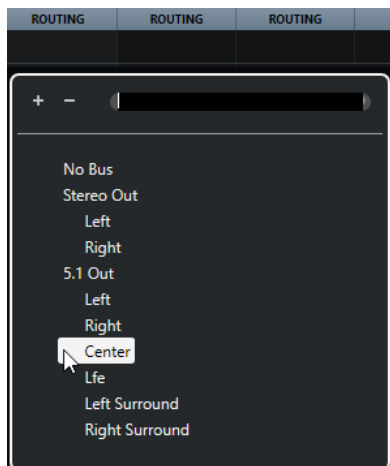 ROUTING ROUTING ROUTING
+ −
No Bus
Stereo Out
Left
Right
5.1 Out
Left
Right
Center
Lfe
Left Surround
Right Surround